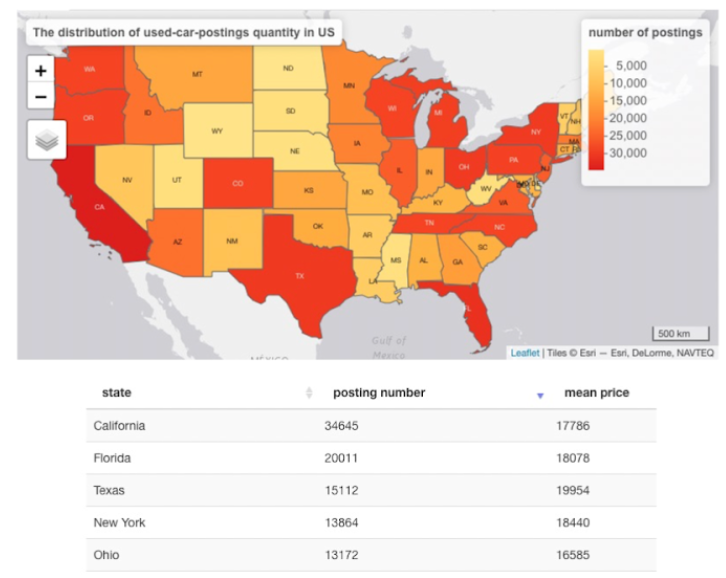 The distribution of used-car-postings quantity in US
number of postings
5,000
10,000
15,000
20,000
25,000
30,000
+
−
WA
MT
ND
MN
OR
ID
SD
WI
MI
WY
IA
NE
NY
VT
NH
MA
CT
PA
NJ
NV
UT
CO
IL
IN
OH
WV
CA
KS
MO
KY
VA
AZ
NM
OK
AR
TN
NC
TX
LA
MS
AL
GA
SC
FL
500 km
Gulf of
Mexico
MÉXICO
Leaflet | Tiles © Esri — Esri, DeLorme, NAVTEQ
state posting number mean price
California 34645 17786
Florida 20011 18078
Texas 15112 19954
New York 13864 18440
Ohio 13172 16585